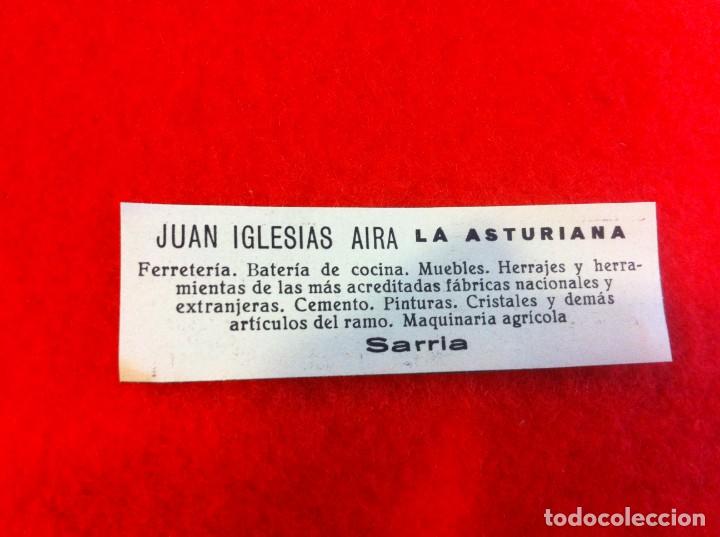 JUAN IGLESIAS AIRA LA ASTURIANA
Ferretería. Batería de cocina. Muebles. Herrajes y herra-
mientas de las más acreditadas fábricas nacionales y
extranjeras. Cemento. Pinturas. Cristales y demás
artículos del ramo. Maquinaria agrícola
Sarria
todocoleccion